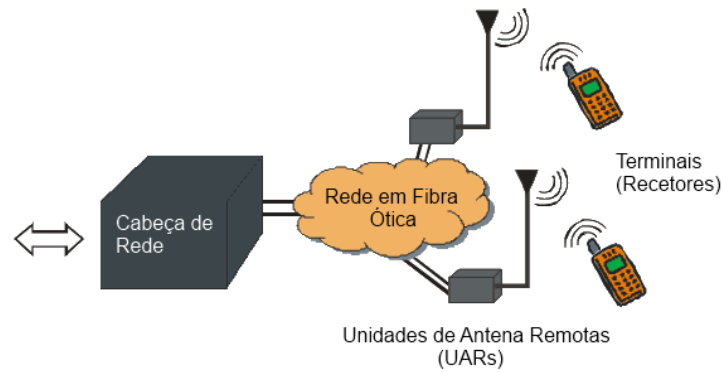 Cabeça de
Rede
Rede em Fibra
Ótica
Terminais
(Recetores)
Unidades de Antena Remotas
(UARs)